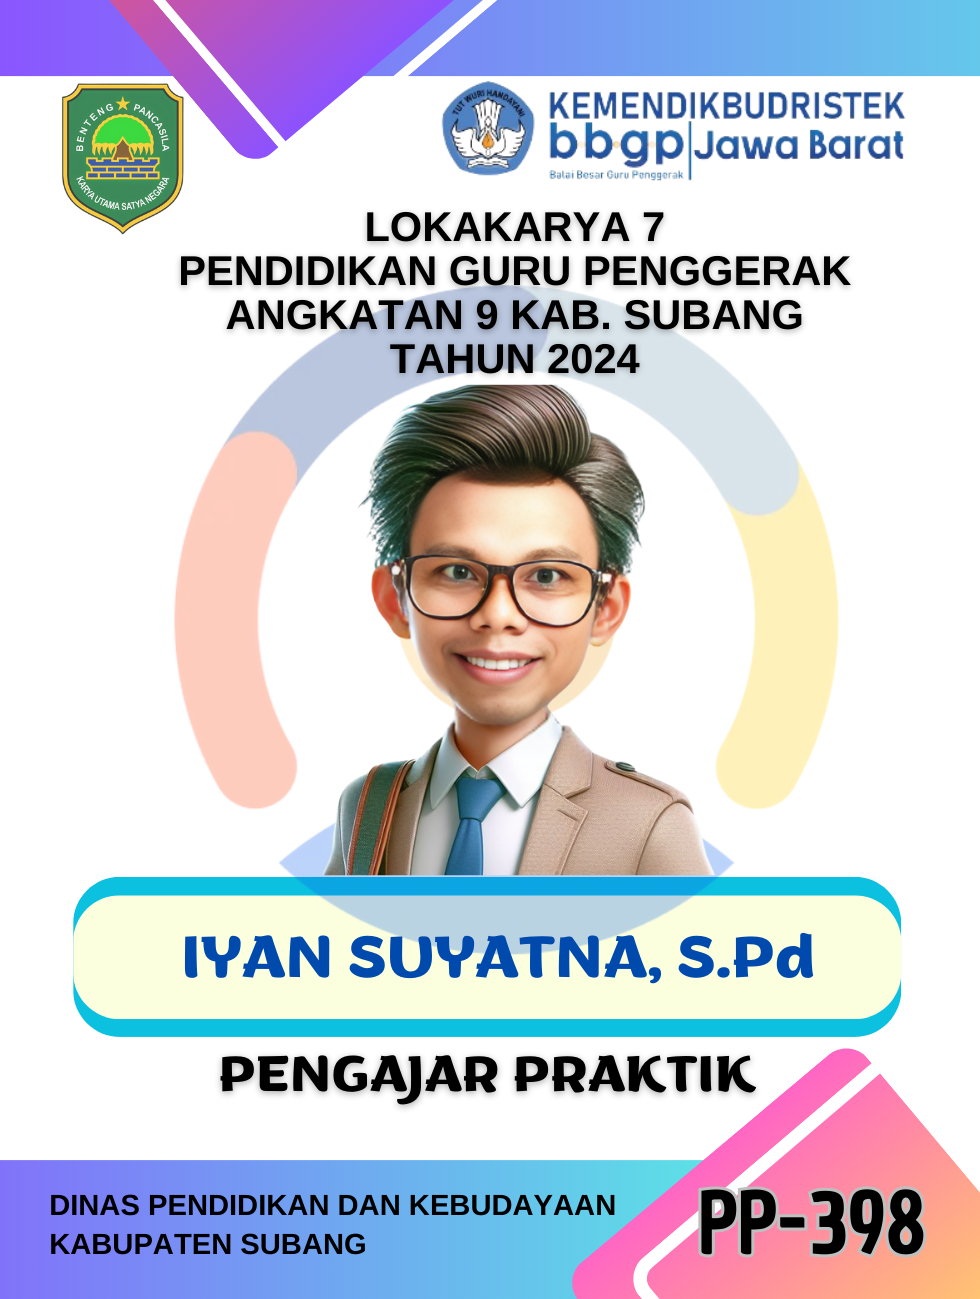 BENTENG PANCASILA
KARYA UTAMA SATYA NEGARA
TUT WURI HANDAYANI
KEMENDIKBUDRISTEK
bbgp Jawa Barat
Balai Besar Guru Penggerak
LOKAKARYA 7
PENDIDIKAN GURU PENGGERAK
ANGKATAN 9 KAB. SUBANG
TAHUN 2024
IYAN SUYATNA, S.Pd
PENGAJAR PRAKTIK
DINAS PENDIDIKAN DAN KEBUDAYAAN
KABUPATEN SUBANG
PP-398